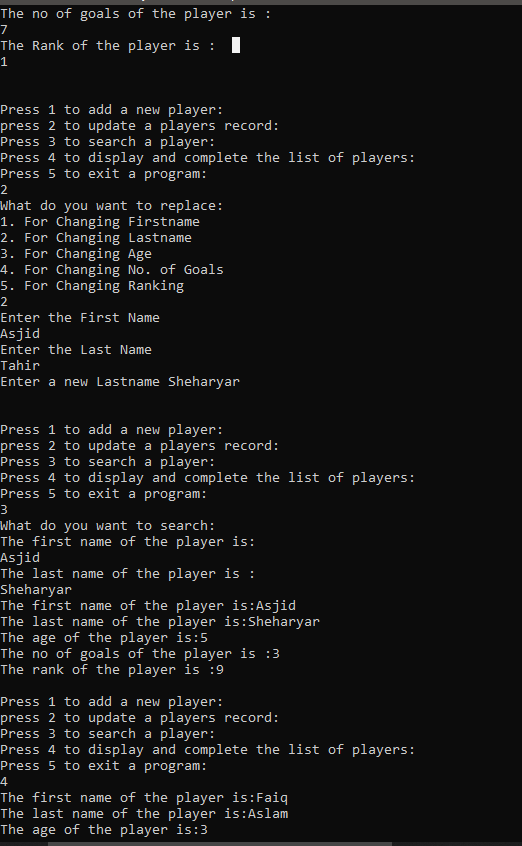 The no of goals of the player is :
7
The Rank of the player is :
1
Press 1 to add a new player:
press 2 to update a players record:
Press 3 to search a player:
Press 4 to display and complete the list of players:
Press 5 to exit a program:
2
What do you want to replace:
1. For Changing Firstname
2. For Changing Lastname
3. For Changing Age
4. For Changing No. of Goals
5. For Changing Ranking
2
Enter the First Name
Asjid
Enter the Last Name
Tahir
Enter a new Lastname Sheharyar
Press 1 to add a new player:
press 2 to update a players record:
Press 3 to search a player:
Press 4 to display and complete the list of players:
Press 5 to exit a program:
3
What do you want to search:
The first name of the player is:
Asjid
The last name of the player is :
Sheharyar
The first name of the player is:Asjid
The last name of the player is:Sheharyar
The age of the player is:5
The no of goals of the player is :3
The rank of the player is :9
Press 1 to add a new player:
press 2 to update a players record:
Press 3 to search a player:
Press 4 to display and complete the list of players:
Press 5 to exit a program:
4
The first name of the player is:Faiq
The last name of the player is:Aslam
The age of the player is:3